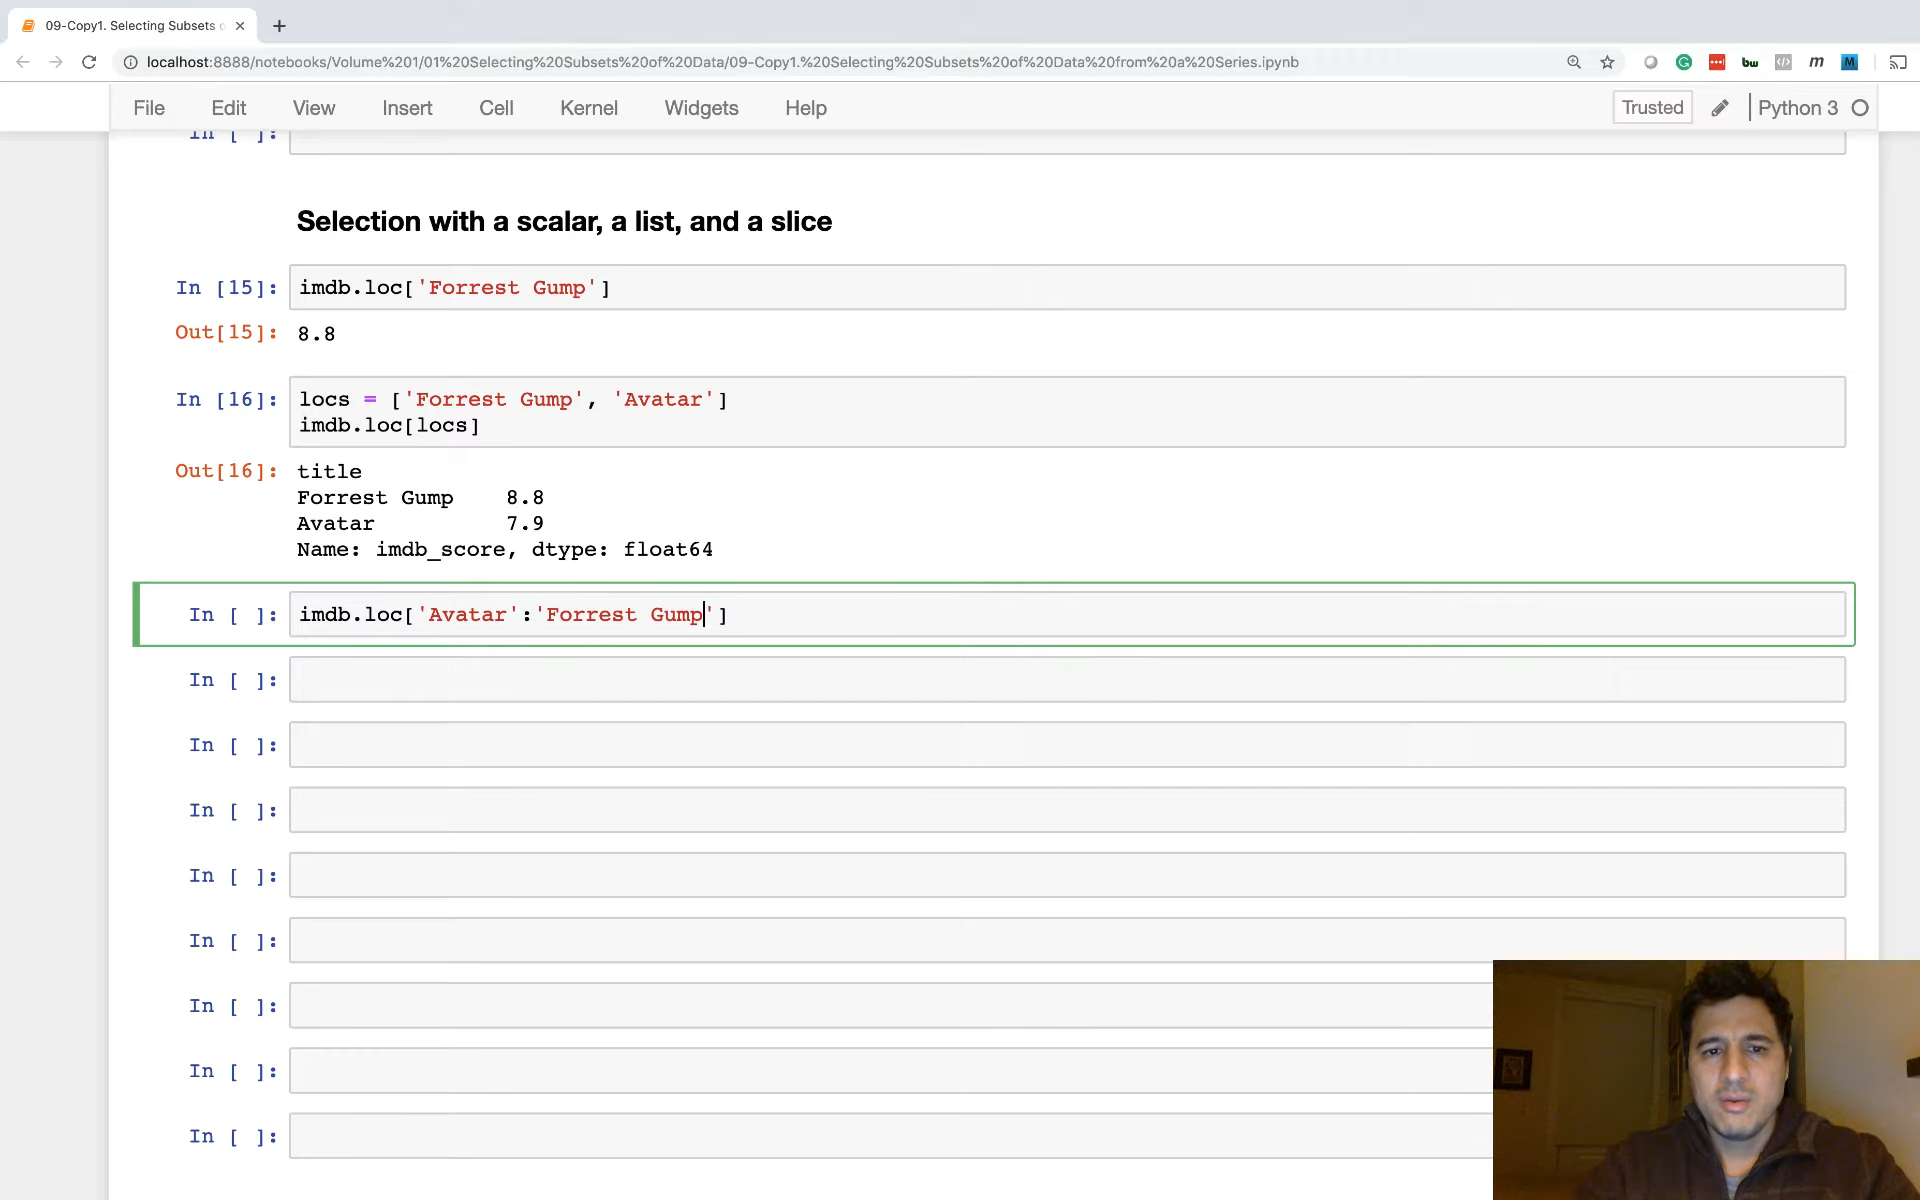 09-Copy1. Selecting Subsets o
localhost:8888/notebooks/Volume%201/01%20Selecting%20Subsets%20of%20Data/09-Copy1.%20Selecting%20Subsets%20of%20Data%20from%20a%20Series.ipynb
bw
m
M
File Edit View Insert Cell Kernel Widgets Help Trusted Python 3
In [ ]:
Selection with a scalar, a list, and a slice
In [15]: imdb.loc['Forrest Gump']
Out[15]: 8.8
In [16]: locs = ['Forrest Gump', 'Avatar']
imdb.loc[locs]
Out[16]: title
Forrest Gump 8.8
Avatar 7.9
Name: imdb_score, dtype: float64
In [ ]: imdb.loc['Avatar':'Forrest Gump']
In [ ]:
In [ ]:
In [ ]:
In [ ]:
In [ ]:
In [ ]:
In [ ]:
In [ ]: